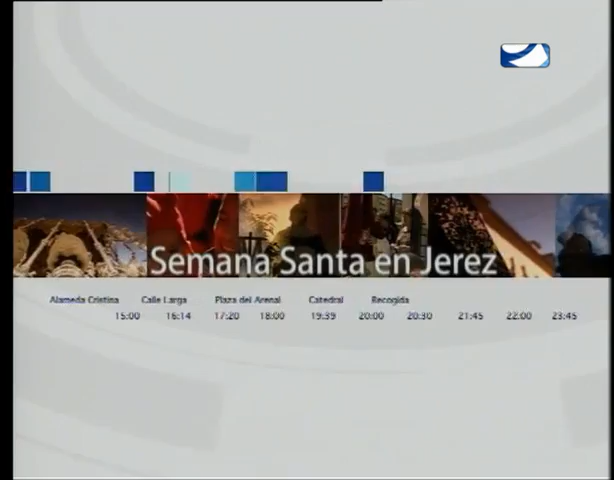 Semana Santa en Jerez
Alameda Cristina Calle Larga Plaza del Arenal Catedral Recogida
15:00 16:14 17:20 18:00 19:39 20:00 20:30 21:45 22:00 23:45